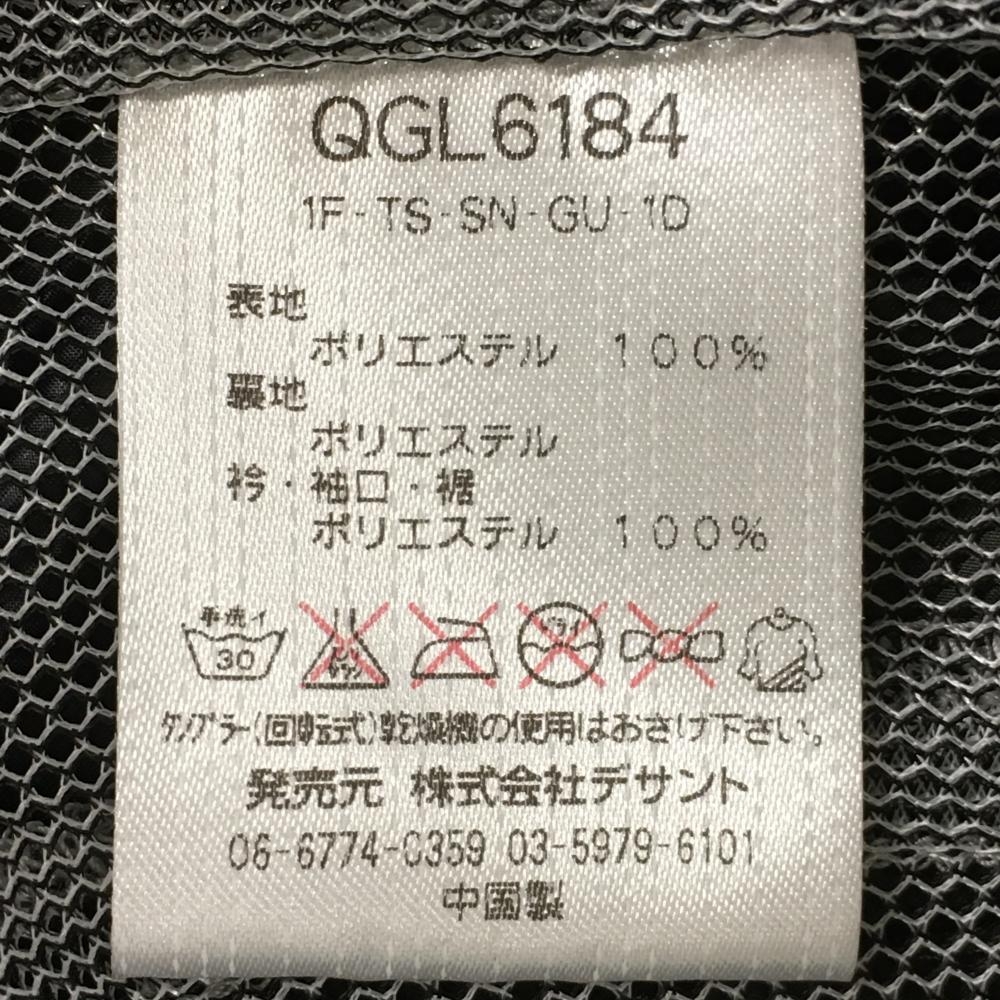 QGL6184
1F-TS-SN-GU-1D
表地
ポリエステル 100%
裏地
ポリエステル
衿・袖口・裾
ポリエステル 100%
手洗イ ドライ
30
タンブラー(回転式)乾燥機の使用はおさけ下さい。
発売元 株式会社デサント
06-6774-0359 03-5979-6101
中国製